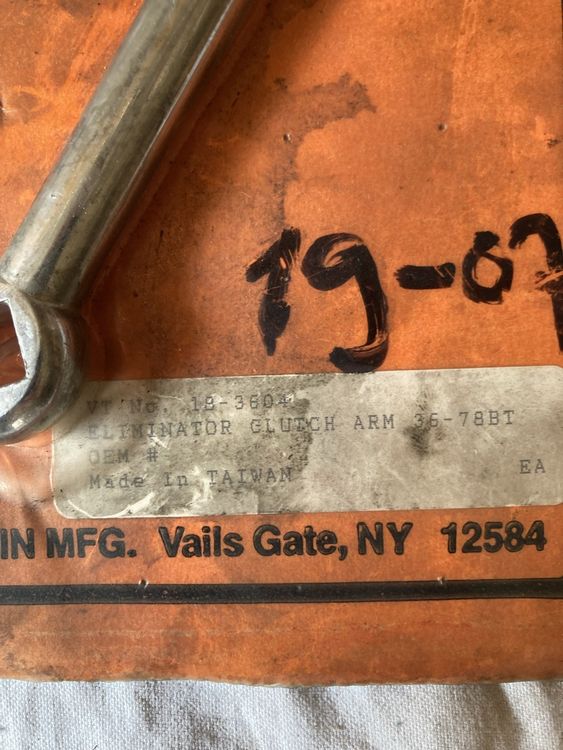 19-07
VT No. 18-3604
ELIMINATOR CLUTCH ARM 36-78BT
OEM #
Made In TAIWAN EA
IN MFG. Vails Gate, NY 12584